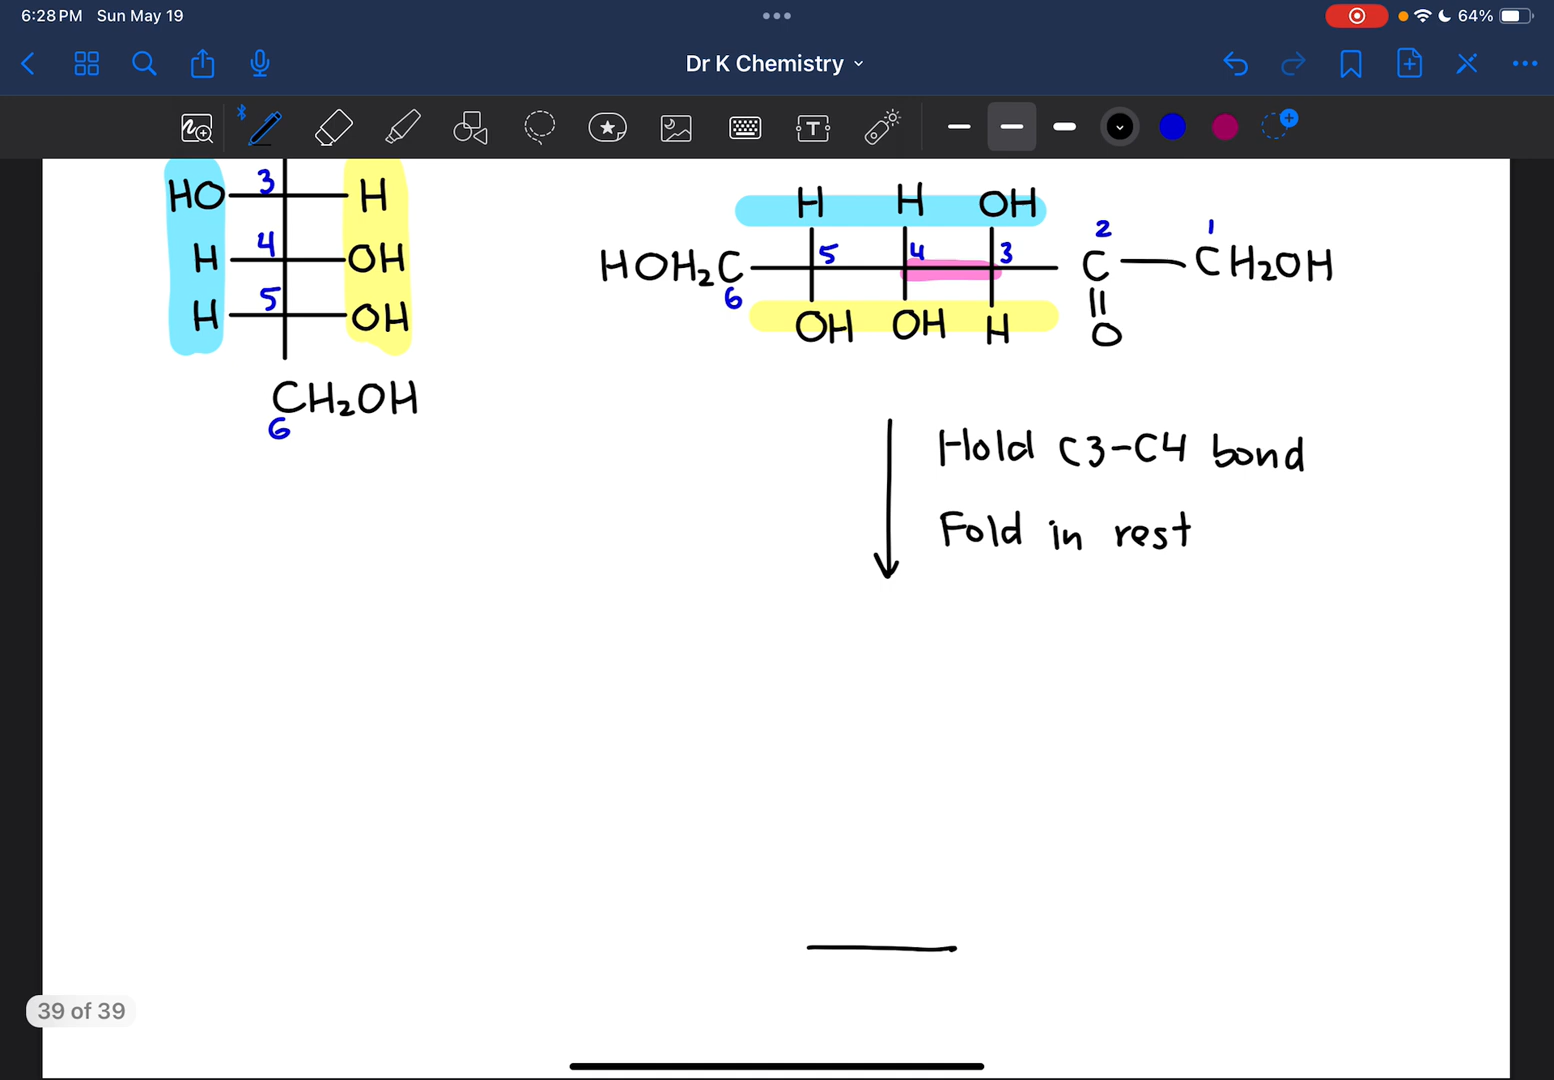 6:28 PM Sun May 19
64%
Dr K Chemistry
HO 3 H
H 4 OH
H 5 OH
CH₂OH
6
H H OH
2 1
5 4 3
HOH₂C C CH₂OH
6
OH OH H
O
Hold C3-C4 bond
Fold in rest
39 of 39